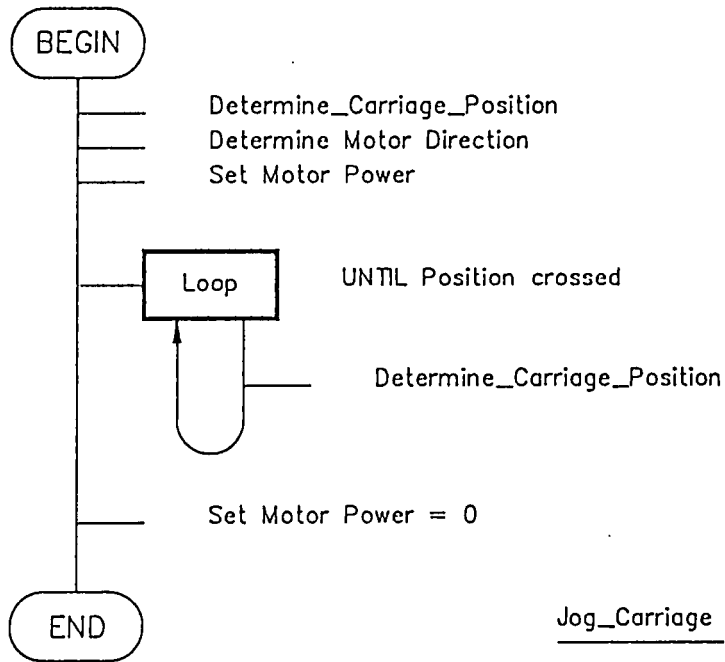 BEGIN
Determine_Carriage_Position
Determine Motor Direction
Set Motor Power
Loop
UNTIL Position crossed
Determine_Carriage_Position
Set Motor Power = 0
END
Jog_Carriage